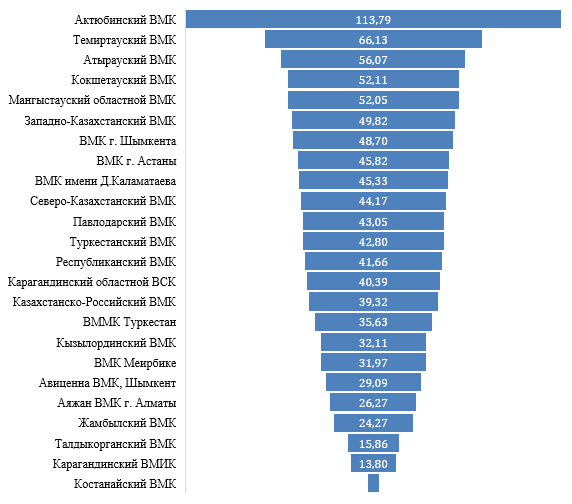 Актюбинский ВМК 113,79
Темиртауский ВМК 66,13
Атырауский ВМК 56,07
Кокшетауский ВМК 52,11
Мангыстауский областной ВМК 52,05
Западно-Казахстанский ВМК 49,82
ВМК г. Шымкента 48,70
ВМК г. Астаны 45,82
ВМК имени Д.Каламатаева 45,33
Северо-Казахстанский ВМК 44,17
Павлодарский ВМК 43,05
Туркестанский ВМК 42,80
Республиканский ВМК 41,66
Карагандинский областной ВСК 40,39
Казахстанско-Российский ВМК 39,32
ВММК Туркестан 35,63
Кызылординский ВМК 32,11
ВМК Меирбике 31,97
Авиценна ВМК, Шымкент 29,09
Аяжан ВМК г. Алматы 26,27
Жамбылский ВМК 24,27
Талдыкорганский ВМК 15,86
Карагандинский ВМИК 13,80
Костанайский ВМК